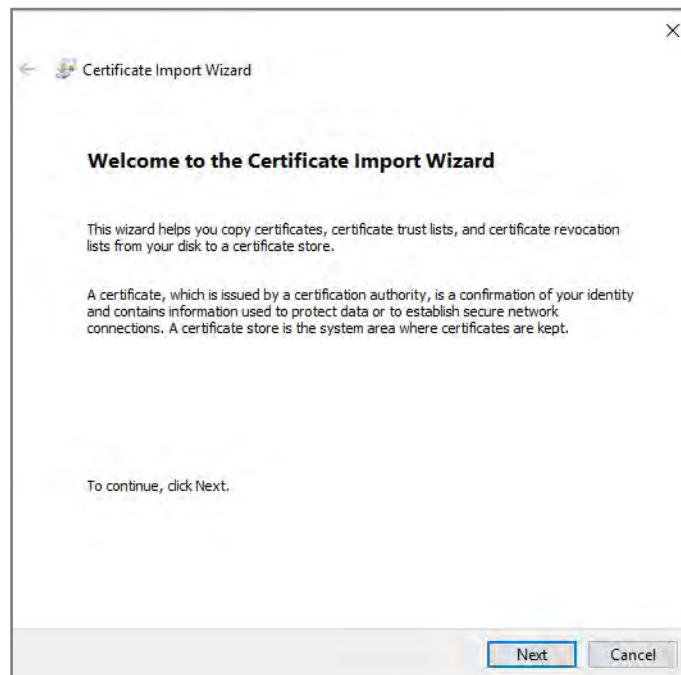 Certificate Import Wizard
Welcome to the Certificate Import Wizard
This wizard helps you copy certificates, certificate trust lists, and certificate revocation
lists from your disk to a certificate store.
A certificate, which is issued by a certification authority, is a confirmation of your identity
and contains information used to protect data or to establish secure network
connections. A certificate store is the system area where certificates are kept.
To continue, click Next.
Next Cancel